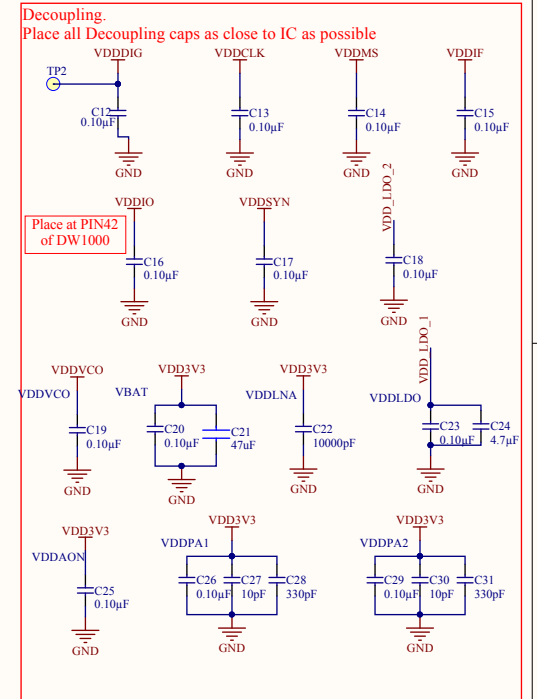 Decoupling.
Place all Decoupling caps as close to IC as possible
VDDDIG
VDDCLK
VDDMS
VDDIF
TP2
C12
0.10µF
C13
0.10µF
C14
0.10µF
C15
0.10µF
GND
GND
GND
GND
VDDIO
VDDSYN
VDD_LDO_2
Place at PIN42
of DW1000
C16
0.10µF
C17
0.10µF
C18
0.10µF
GND
GND
GND
VDD_LDO_1
VDDVCO
VDD3V3
VDD3V3
VDDVCO
VBAT
VDDLNA
VDDLDO
C19
0.10µF
C20
0.10µF
C21
47uF
C22
10000pF
C23
0.10µF
C24
4.7µF
GND
GND
GND
GND
VDD3V3
VDD3V3
VDD3V3
VDDAON
VDDPA1
VDDPA2
C25
0.10µF
C26
0.10µF
C27
10pF
C28
330pF
C29
0.10µF
C30
10pF
C31
330pF
GND
GND
GND